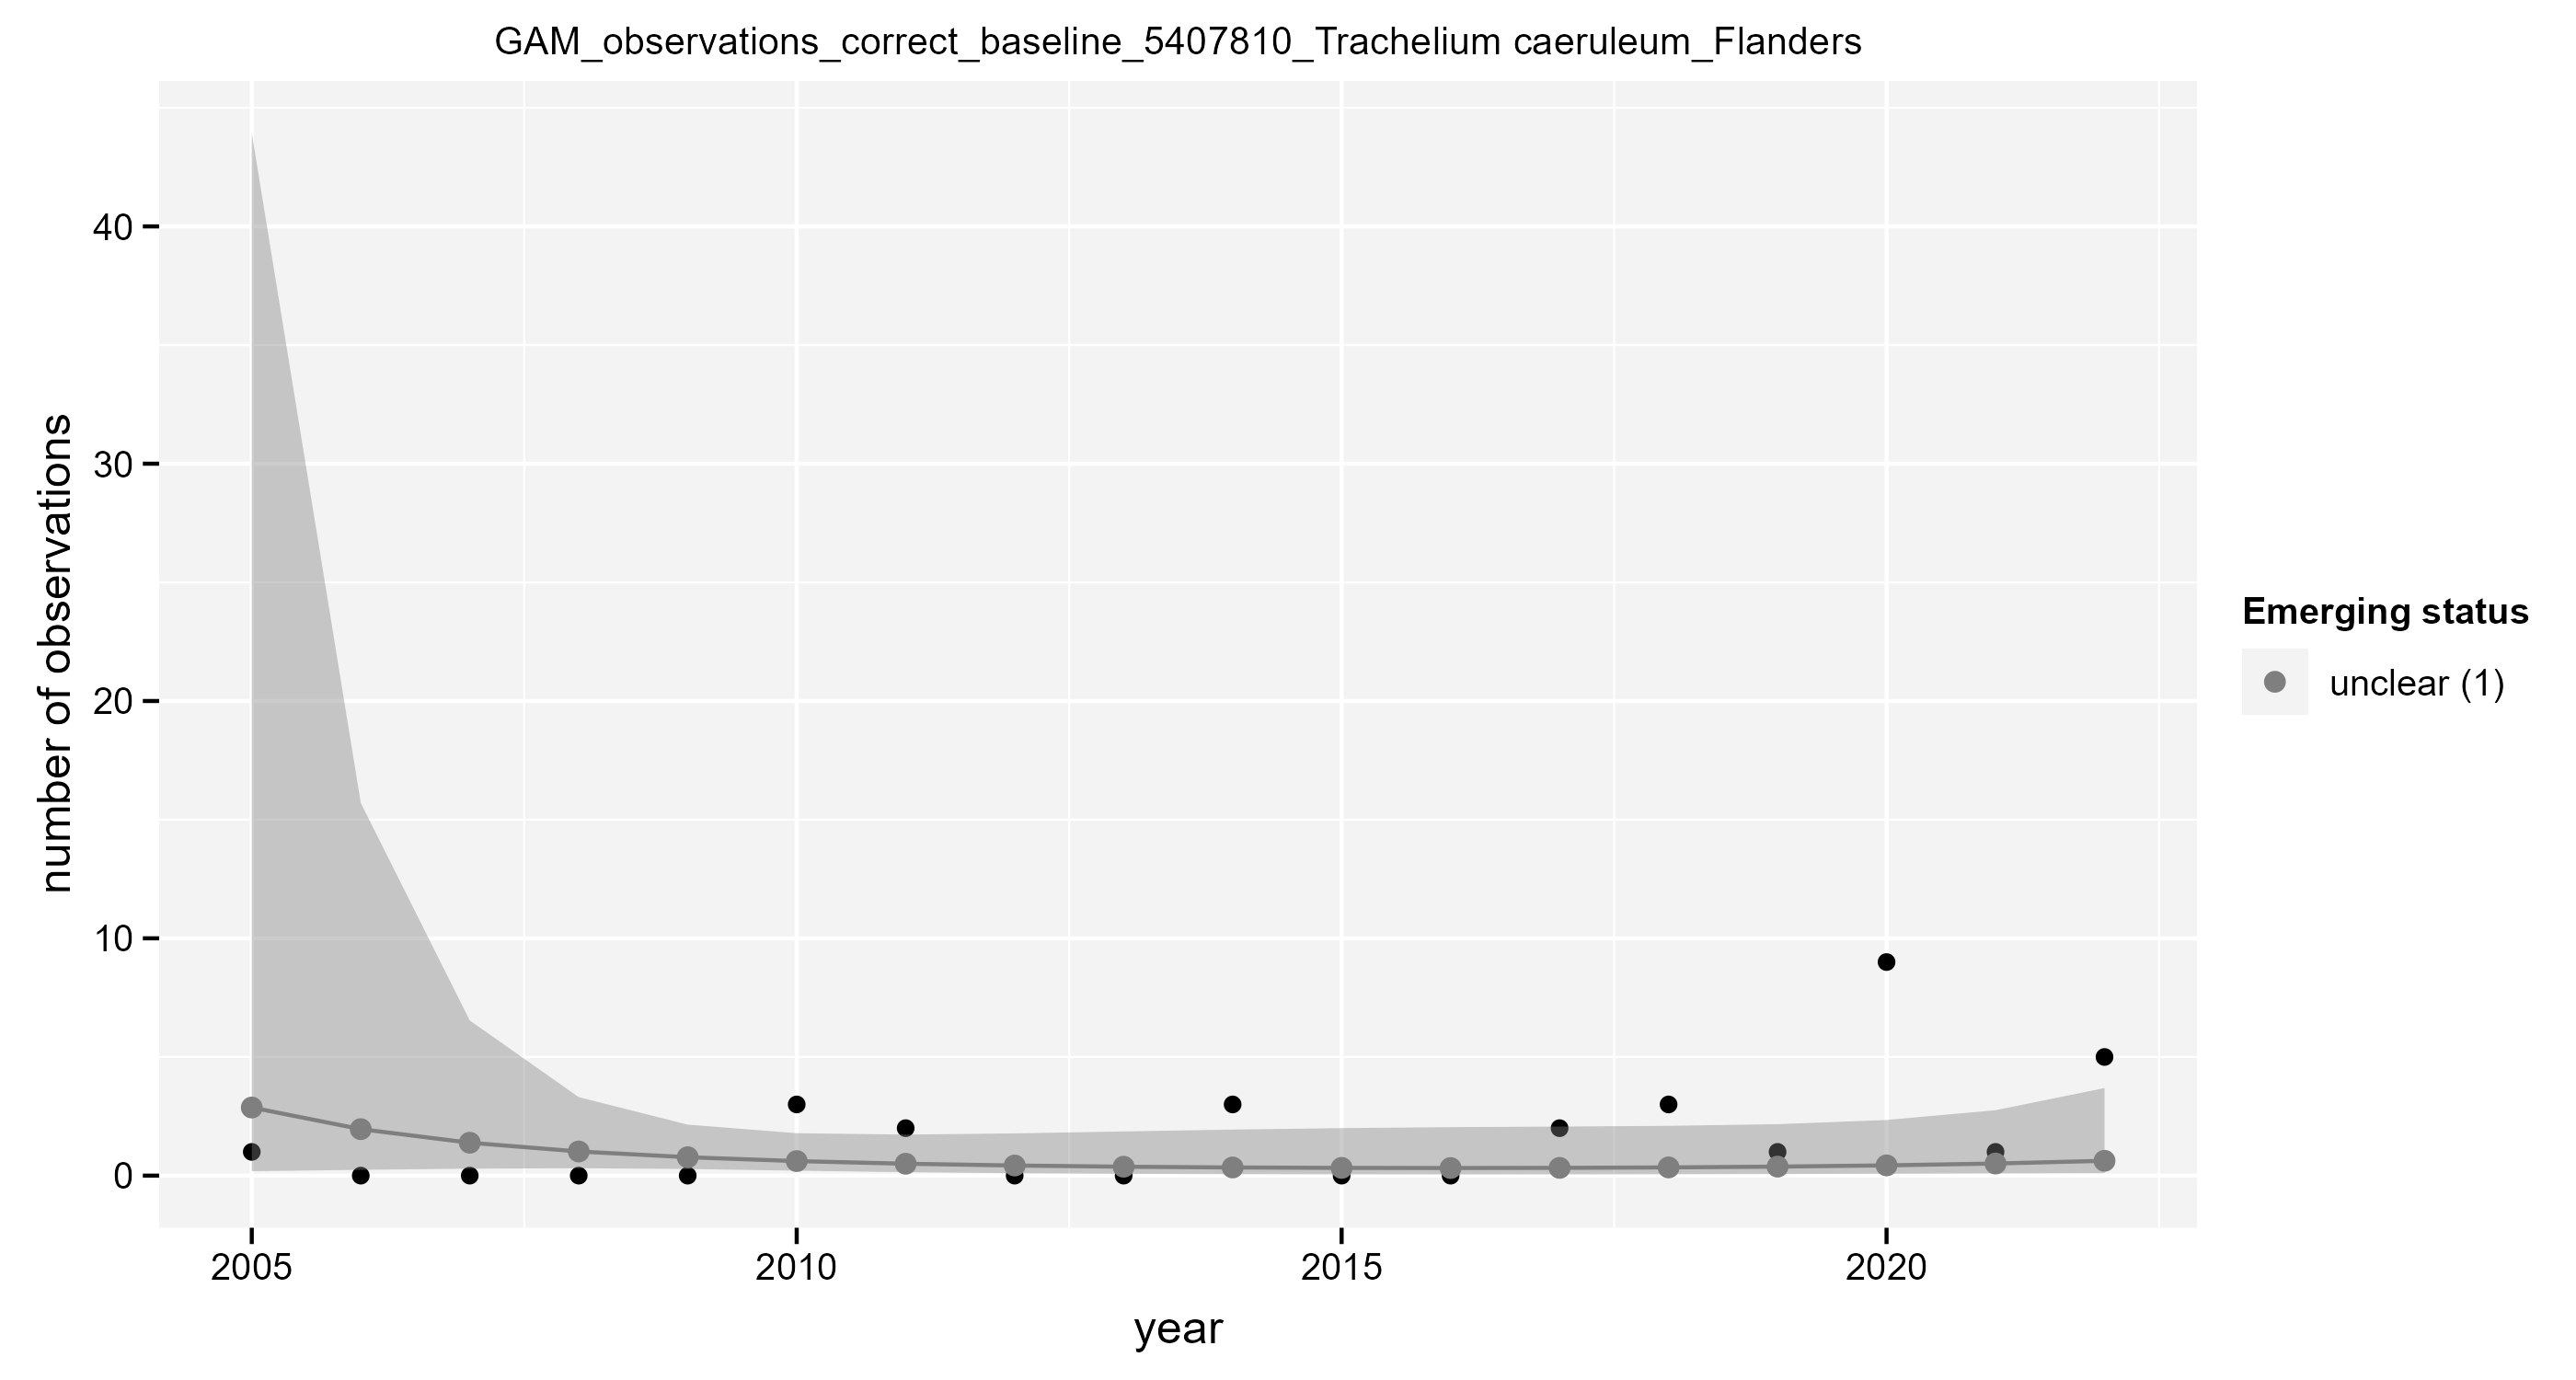 GAM_observations_correct_baseline_5407810_Trachelium caeruleum_Flanders
number of observations
40
30
20
10
0
2005 2010 2015 2020
year
Emerging status
unclear (1)